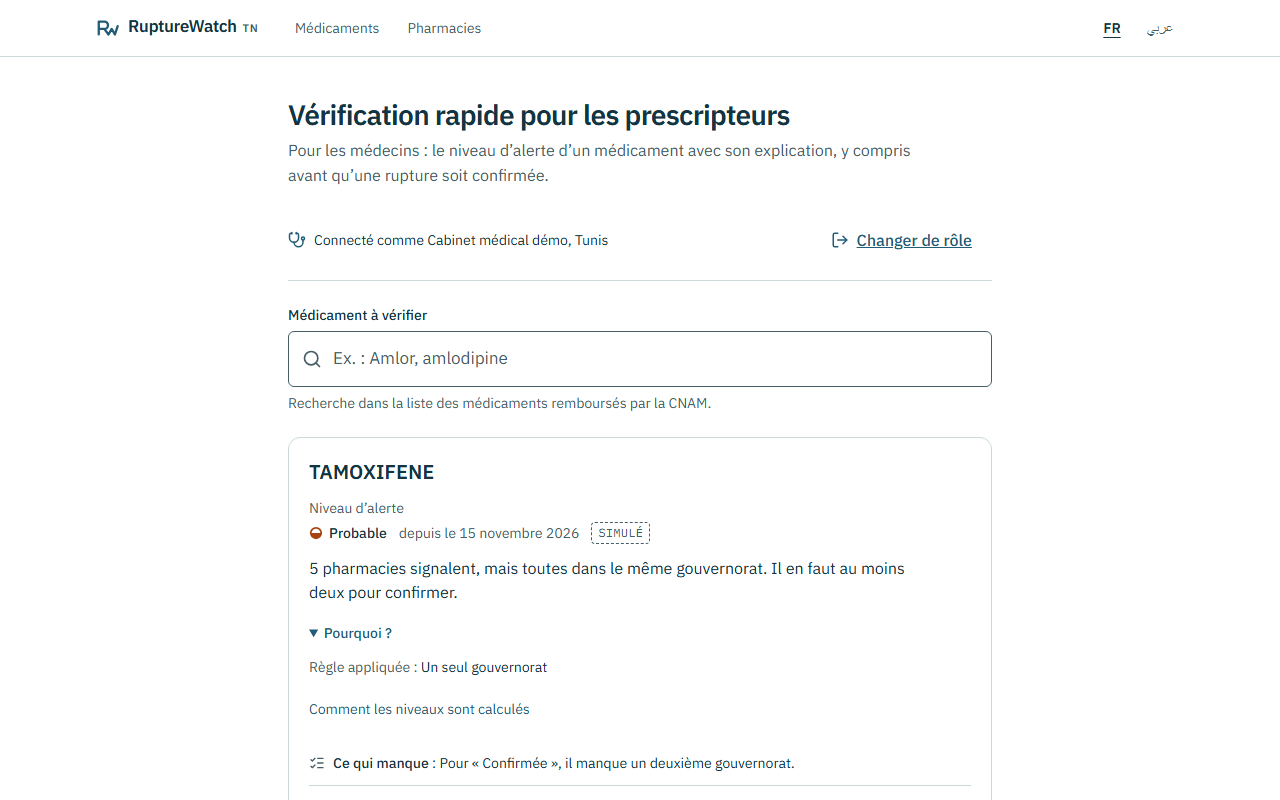 RuptureWatch TN Médicaments Pharmacies FR عربي
Vérification rapide pour les prescripteurs
Pour les médecins : le niveau d’alerte d’un médicament avec son explication, y compris
avant qu’une rupture soit confirmée.
Connecté comme Cabinet médical démo, Tunis Changer de rôle
Médicament à vérifier
Ex. : Amlor, amlodipine
Recherche dans la liste des médicaments remboursés par la CNAM.
TAMOXIFENE
Niveau d’alerte
Probable depuis le 15 novembre 2026 SIMULÉ
5 pharmacies signalent, mais toutes dans le même gouvernorat. Il en faut au moins
deux pour confirmer.
Pourquoi ?
Règle appliquée : Un seul gouvernorat
Comment les niveaux sont calculés
Ce qui manque : Pour « Confirmée », il manque un deuxième gouvernorat.